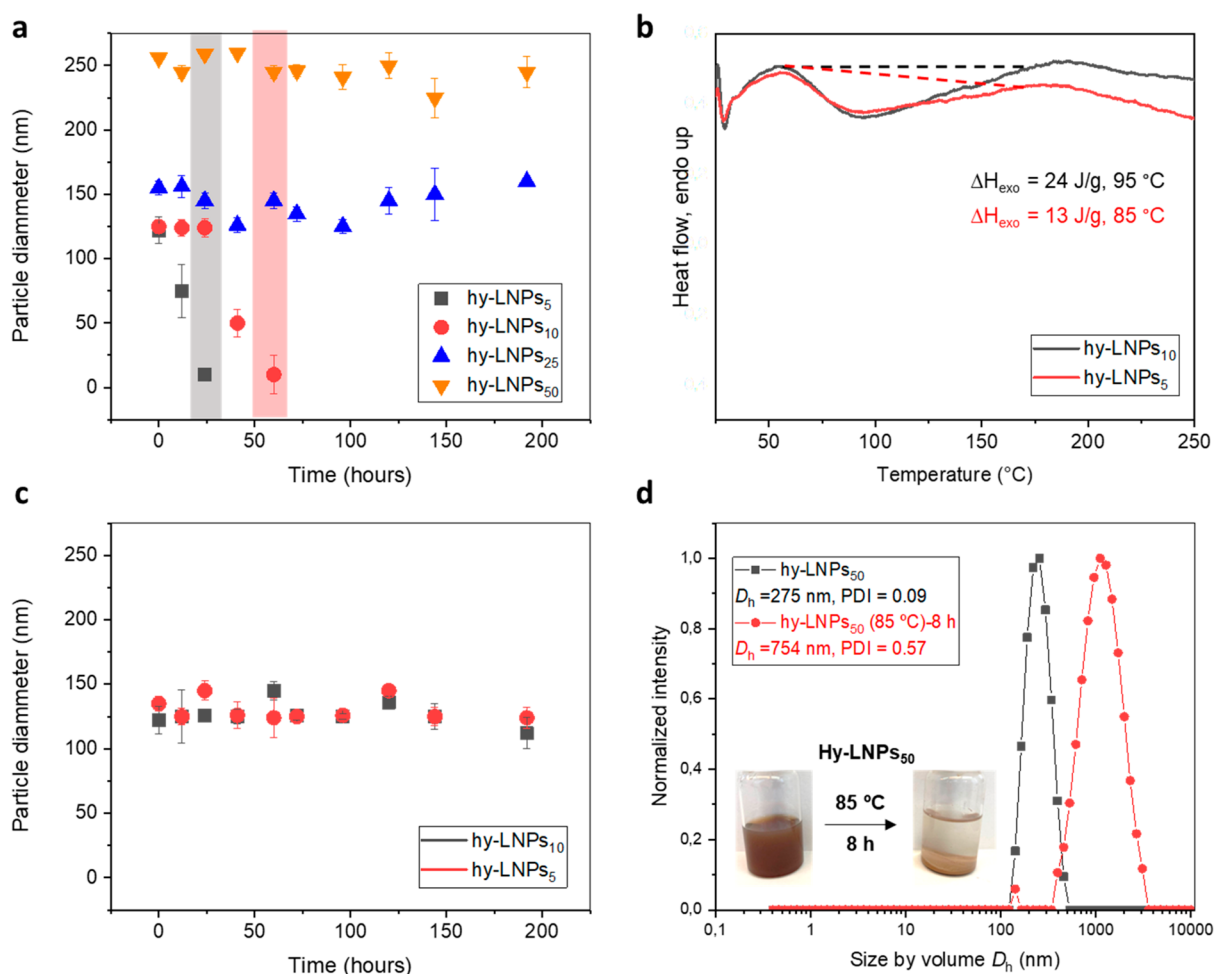 a
Particle diammeter (nm)
250
200
150
100
50
0
hy-LNPs5
hy-LNPs10
hy-LNPs25
hy-LNPs50
0
50
100
150
200
Time (hours)
b
Heat flow, endo up
ΔHexo = 24 J/g, 95 °C
ΔHexo = 13 J/g, 85 °C
hy-LNPs10
hy-LNPs5
50
100
150
200
250
Temperature (°C)
c
Particle diammeter (nm)
250
200
150
100
50
0
hy-LNPs10
hy-LNPs5
0
50
100
150
200
Time (hours)
d
Normalized intensity
1,0
0,8
0,6
0,4
0,2
0,0
hy-LNPs50
Dh =275 nm, PDI = 0.09
hy-LNPs50 (85 ºC)-8 h
Dh =754 nm, PDI = 0.57
Hy-LNPs50
85 ºC
8 h
0,1
1
10
100
1000
10000
Size by volume Dh (nm)